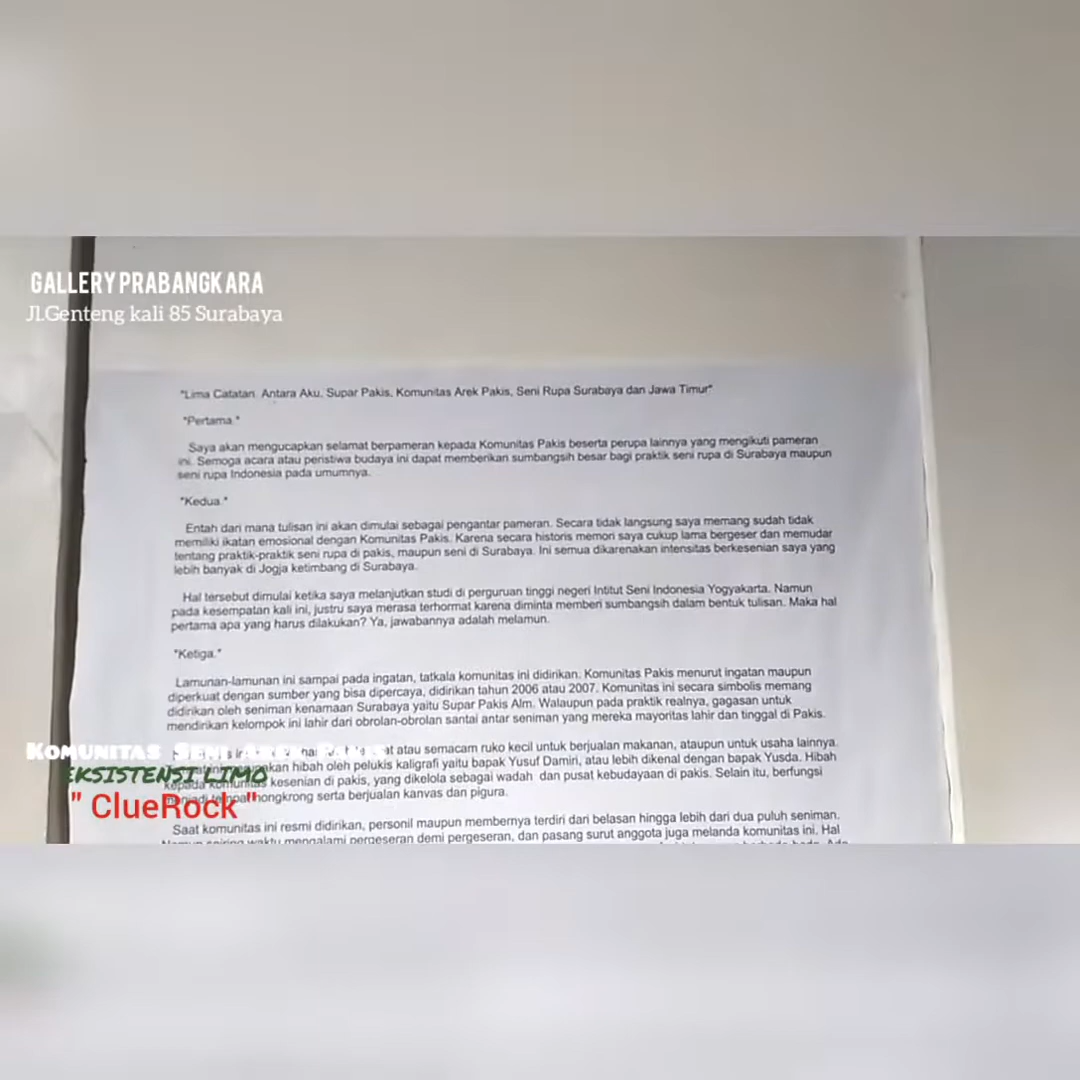 GALLERY PRABANGKARA
Jl.Genteng kali 85 Surabaya
"Lima Catatan. Antara Aku, Supar Pakis, Komunitas Arek Pakis, Seni Rupa Surabaya dan Jawa Timur"
"Pertama."
Saya akan mengucapkan selamat berpameran kepada Komunitas Pakis beserta perupa lainnya yang mengikuti pameran
ini. Semoga acara atau peristiwa budaya ini dapat memberikan sumbangsih besar bagi praktik seni rupa di Surabaya maupun
seni rupa Indonesia pada umumnya.
"Kedua."
Entah dari mana tulisan ini akan dimulai sebagai pengantar pameran. Secara tidak langsung saya memang sudah tidak
memiliki ikatan emosional dengan Komunitas Pakis. Karena secara historis memori saya cukup lama bergeser dan memudar
tentang praktik-praktik seni rupa di pakis, maupun seni di Surabaya. Ini semua dikarenakan intensitas berkesenian saya yang
lebih banyak di Jogja ketimbang di Surabaya.
Hal tersebut dimulai ketika saya melanjutkan studi di perguruan tinggi negeri Intitut Seni Indonesia Yogyakarta. Namun
pada kesempatan kali ini, justru saya merasa terhormat karena diminta memberi sumbangsih dalam bentuk tulisan. Maka hal
pertama apa yang harus dilakukan? Ya, jawabannya adalah melamun.
"Ketiga."
Lamunan-lamunan ini sampai pada ingatan, tatkala komunitas ini didirikan. Komunitas Pakis menurut ingatan maupun
diperkuat dengan sumber yang bisa dipercaya, didirikan tahun 2006 atau 2007. Komunitas ini secara simbolis memang
didirikan oleh seniman kenamaan Surabaya yaitu Supar Pakis Alm. Walaupun pada praktik realnya, gagasan untuk
mendirikan kelompok ini lahir dari obrolan-obrolan santai antar seniman yang mereka mayoritas lahir dan tinggal di Pakis.
atau semacam ruko kecil untuk berjualan makanan, ataupun untuk usaha lainnya.
hibah oleh pelukis kaligrafi yaitu bapak Yusuf Damiri, atau lebih dikenal dengan bapak Yusda. Hibah
kepada komunitas kesenian di pakis, yang dikelola sebagai wadah dan pusat kebudayaan di pakis. Selain itu, berfungsi
menjadi tempat nongkrong serta berjualan kanvas dan pigura.
Saat komunitas ini resmi didirikan, personil maupun membernya terdiri dari belasan hingga lebih dari dua puluh seniman.
Namun seiring waktu mengalami pergeseran demi pergeseran, dan pasang surut anggota juga melanda komunitas ini. Hal
Komunitas Seni Arek Pakis
EKSISTENSI LIMO
" ClueRock"